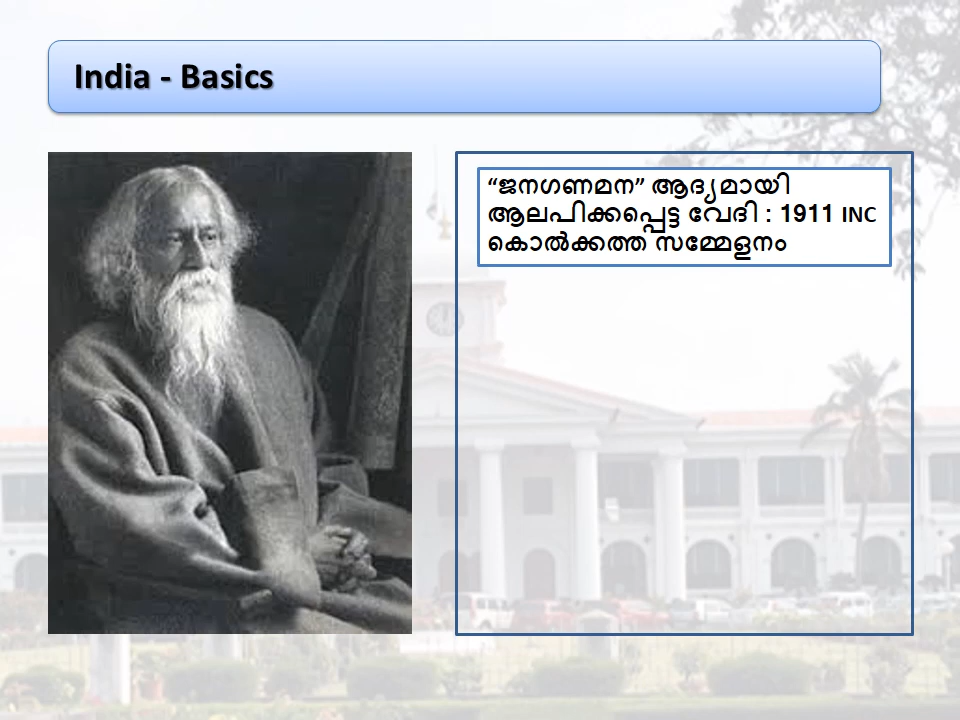 India - Basics
“ജനഗണമന” ആദ്യമായി
ആലപിക്കപ്പെട്ട വേദി : 1911 INC
കൊൽക്കത്ത സമ്മേളനം